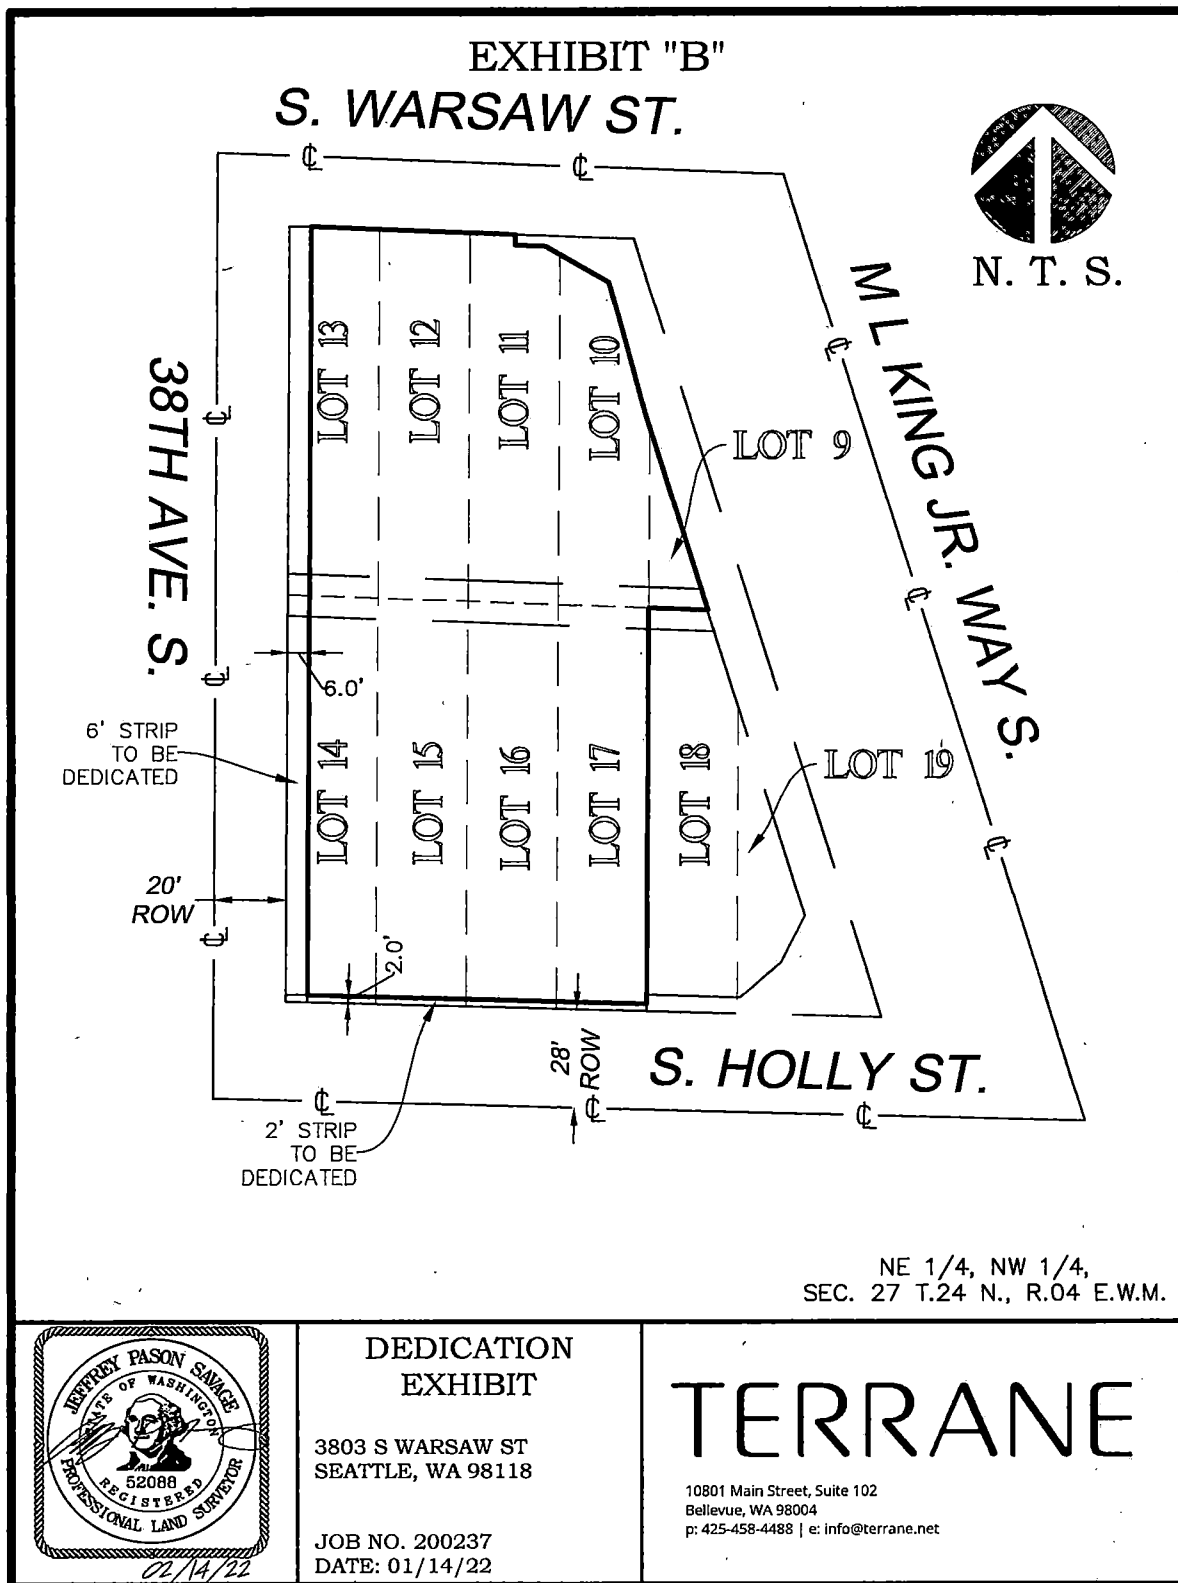 EXHIBIT "B"
S. WARSAW ST.
N. T. S.
38TH AVE. S.
M L KING JR. WAY S.
LOT 13
LOT 12
LOT 11
LOT 10
LOT 9
6.0'
6' STRIP
TO BE
DEDICATED
LOT 14
LOT 15
LOT 16
LOT 17
LOT 18
LOT 19
20'
ROW
2.0'
28'
ROW
S. HOLLY ST.
2' STRIP
TO BE
DEDICATED
NE 1/4, NW 1/4,
SEC. 27 T.24 N., R.04 E.W.M.
JEFFREY PASON SAVAGE
STATE OF WASHINGTON
52088
REGISTERED
PROFESSIONAL LAND SURVEYOR
02/14/22
DEDICATION
EXHIBIT
3803 S WARSAW ST
SEATTLE, WA 98118
JOB NO. 200237
DATE: 01/14/22
TERRANE
10801 Main Street, Suite 102
Bellevue, WA 98004
p: 425-458-4488 | e: info@terrane.net